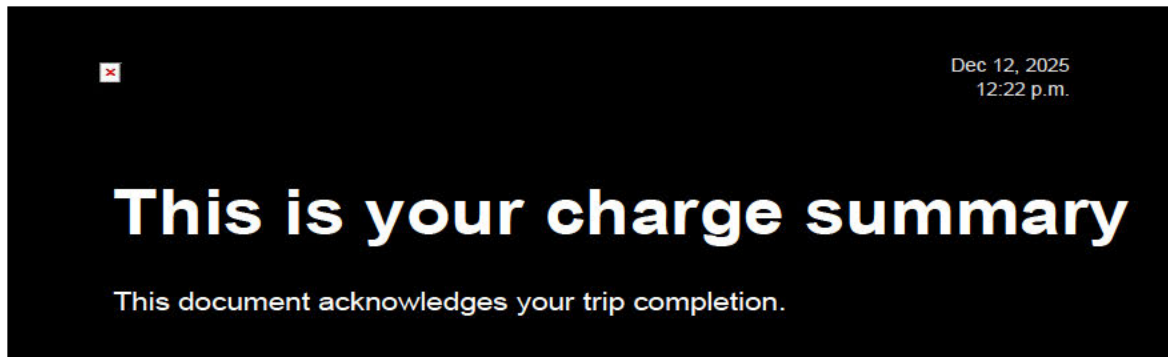 Dec 12, 2025
12:22 p.m.
This is your charge summary
This document acknowledges your trip completion.